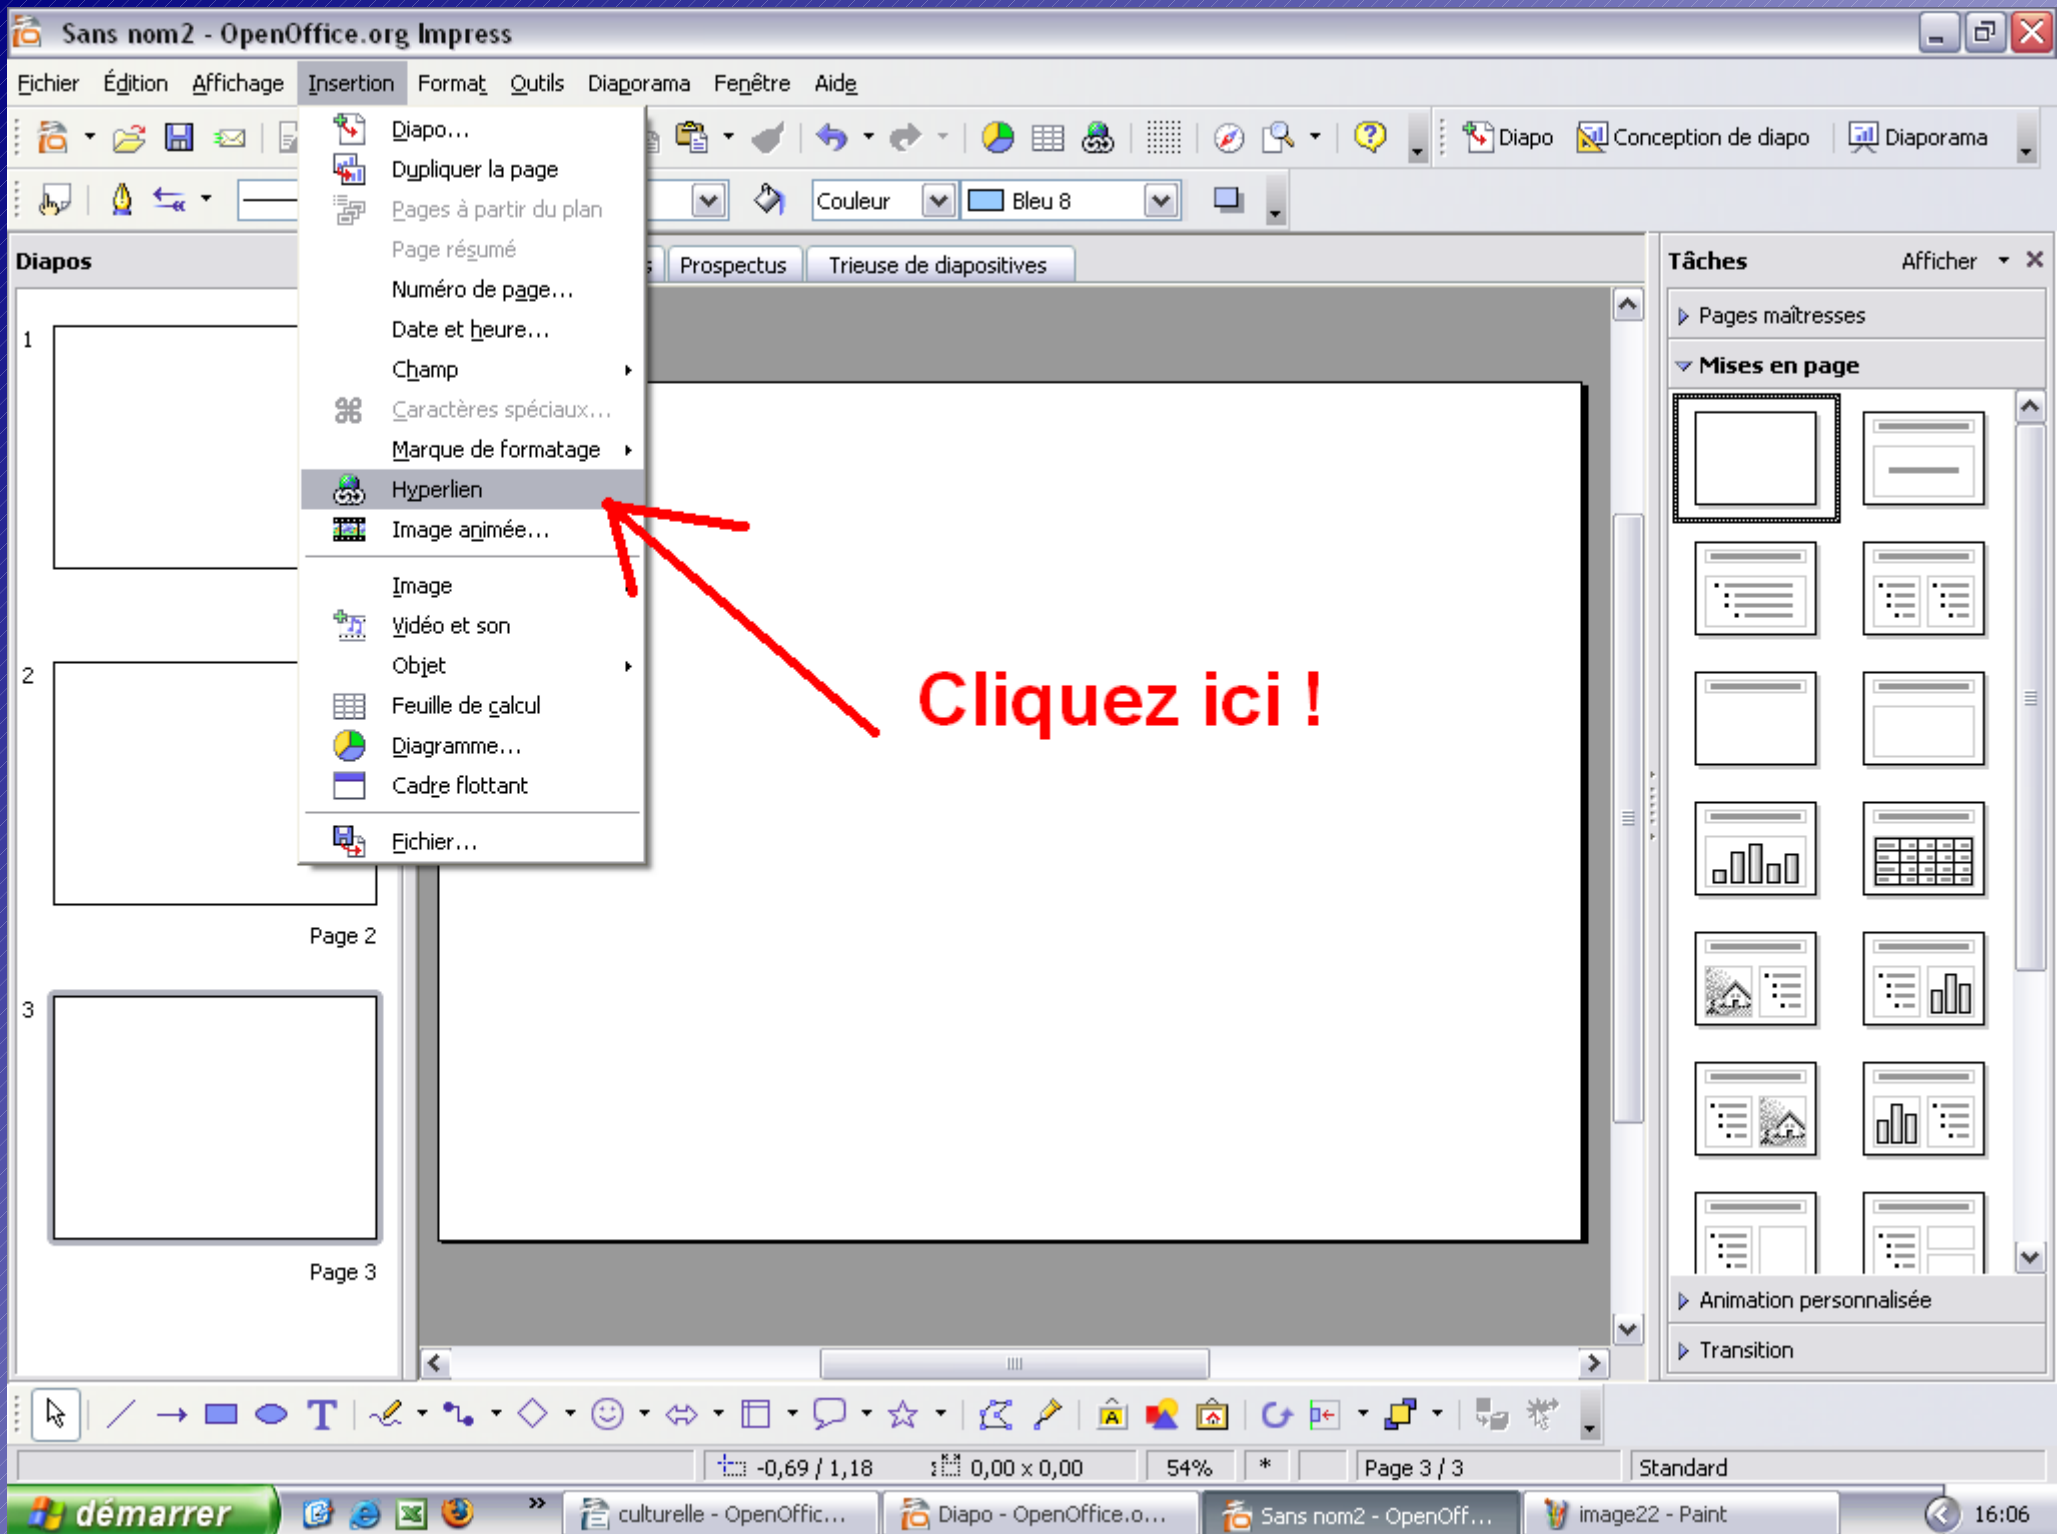 Sans nom2 - OpenOffice.org Impress
Fichier Édition Affichage Insertion Format Outils Diaporama Fenêtre Aide
Diapo Conception de diapo Diaporama
Couleur Bleu 8
Diapo...
Dupliquer la page
Pages à partir du plan
Page résumé
Numéro de page...
Date et heure...
Champ
Caractères spéciaux...
Marque de formatage
Hyperlien
Image animée...
Image
Vidéo et son
Objet
Feuille de calcul
Diagramme...
Cadre flottant
Fichier...
Diapos
1
2
Page 2
3
Page 3
Prospectus Trieuse de diapositives
Cliquez ici !
Tâches Afficher
Pages maîtresses
Mises en page
Animation personnalisée
Transition
-0,69 / 1,18 0,00 x 0,00 54% * Page 3 / 3 Standard
démarrer » culturelle - OpenOffic... Diapo - OpenOffice.o... Sans nom2 - OpenOff... image22 - Paint 16:06